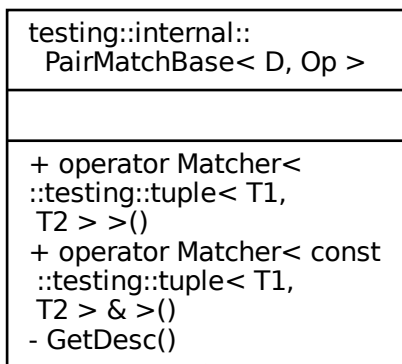 testing::internal::
PairMatchBase< D, Op >
+ operator Matcher<
::testing::tuple< T1,
T2 > >()
+ operator Matcher< const
::testing::tuple< T1,
T2 > & >()
- GetDesc()